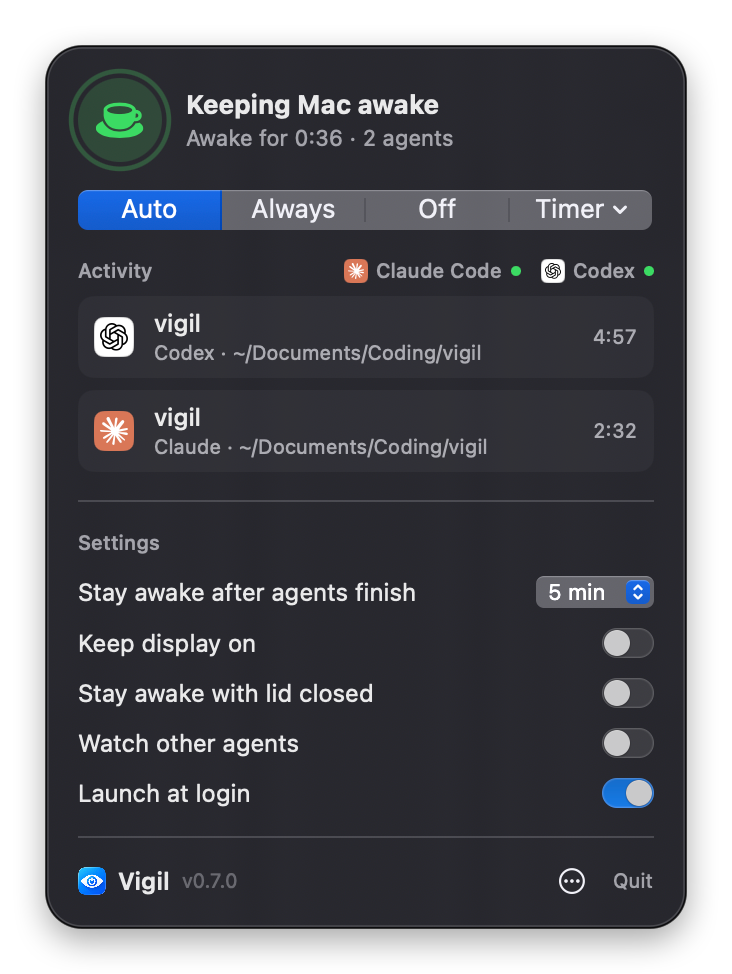 Keeping Mac awake
Awake for 0:36 · 2 agents
Auto Always Off Timer
Activity Claude Code Codex
vigil
Codex · ~/Documents/Coding/vigil
4:57
vigil
Claude · ~/Documents/Coding/vigil
2:32
Settings
Stay awake after agents finish 5 min
Keep display on
Stay awake with lid closed
Watch other agents
Launch at login
Vigil v0.7.0 Quit